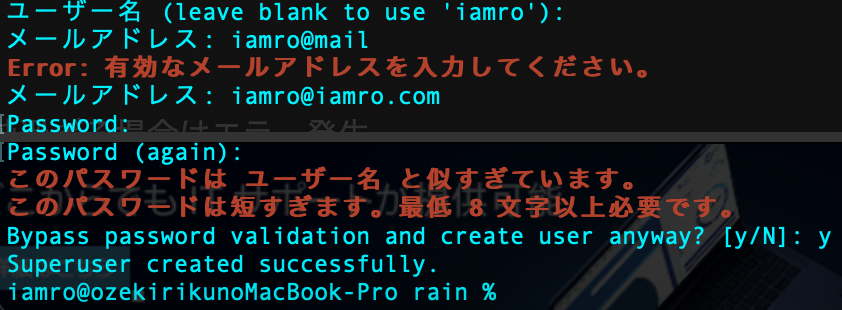 ユーザー名 (leave blank to use 'iamro'):
メールアドレス: iamro@mail
Error: 有効なメールアドレスを入力してください。
メールアドレス: iamro@iamro.com
Password:
Password (again):
このパスワードは ユーザー名 と似すぎています。
このパスワードは短すぎます。最低 8 文字以上必要です。
Bypass password validation and create user anyway? [y/N]: y
Superuser created successfully.
iamro@ozekirikunoMacBook-Pro rain %